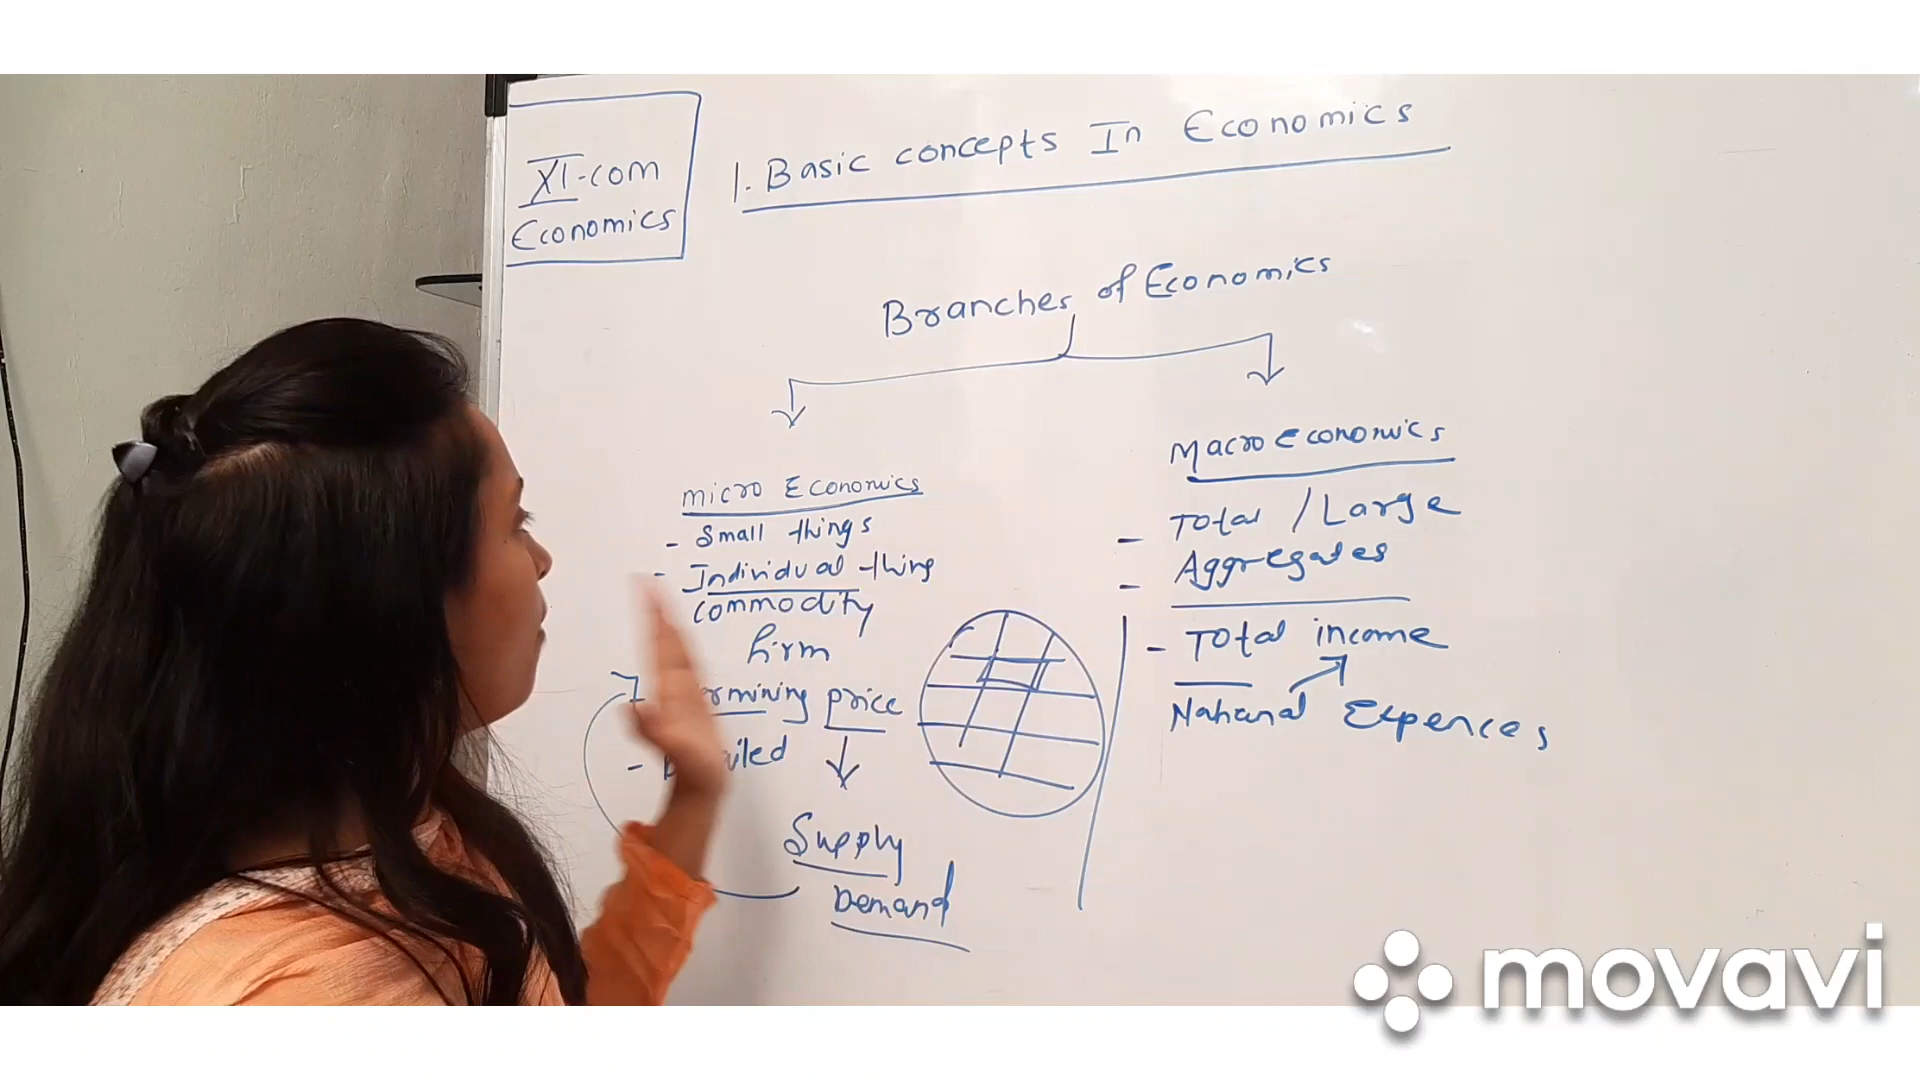 XI-com
Economics
1. Basic concepts In Economics
Branches of Economics
Micro Economics
- Small things
- Individual thing
commodity
firm
price
-
Supply
Demand
Macro Economics
- Total / Large
- Aggregates
- Total income
National Expences
movavi